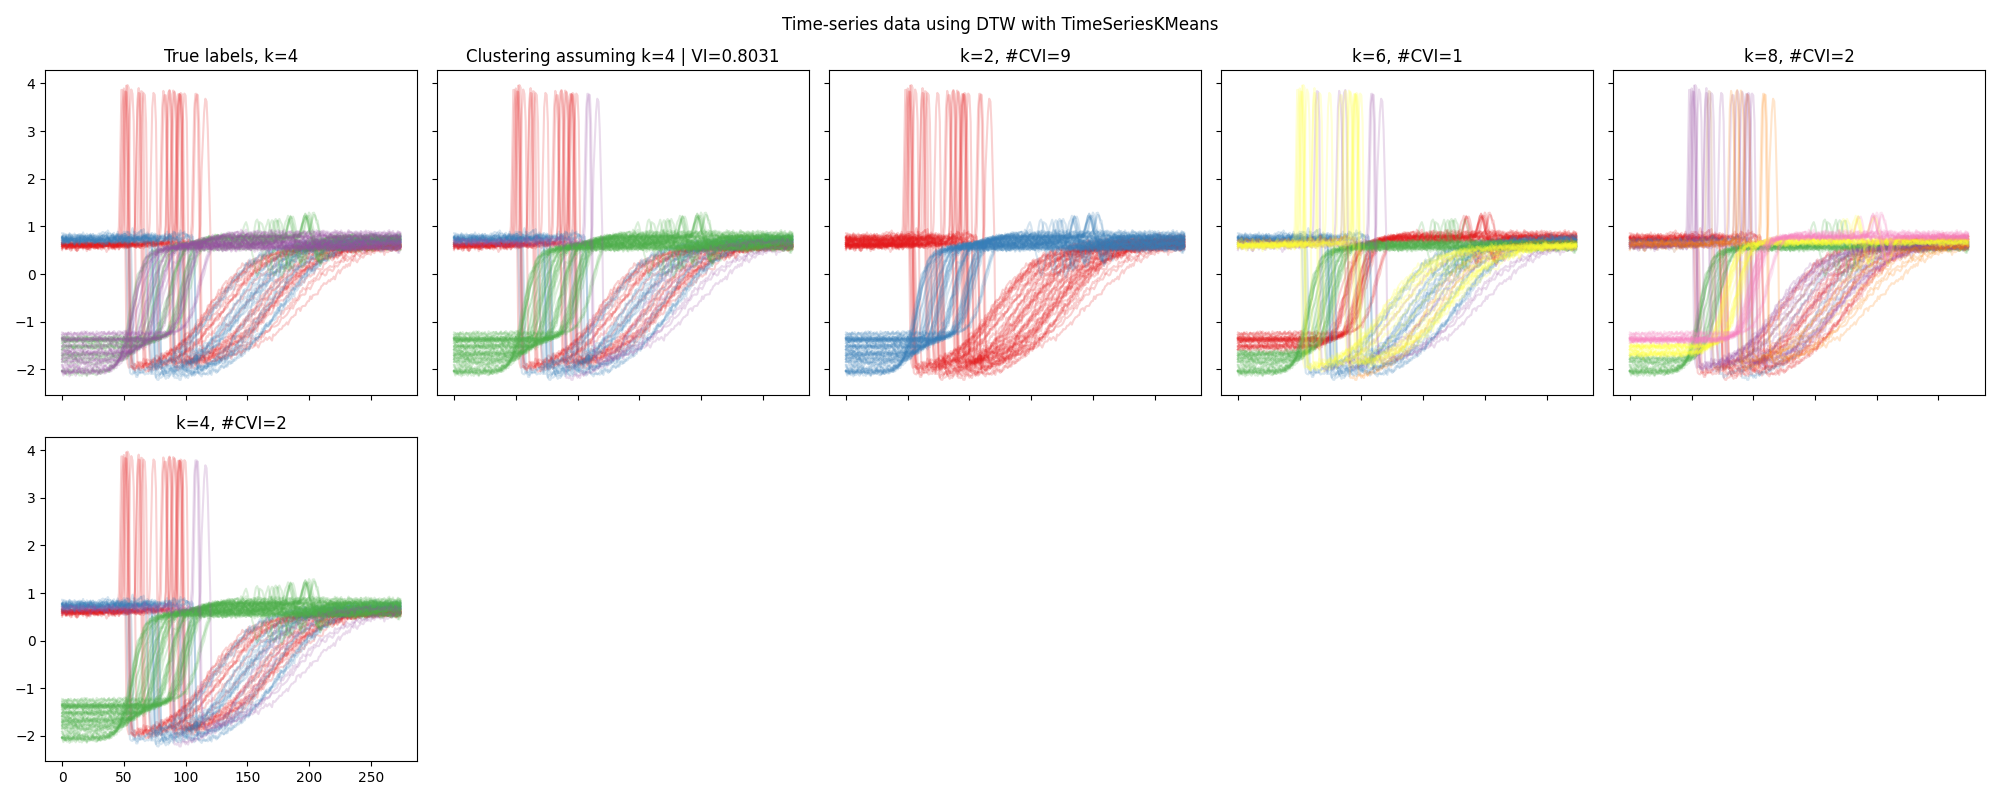 Time-series data using DTW with TimeSeriesKMeans
True labels, k=4
Clustering assuming k=4 | VI=0.8031
k=2, #CVI=9
k=6, #CVI=1
k=8, #CVI=2
4
3
2
1
0
−1
−2
k=4, #CVI=2
4
3
2
1
0
−1
−2
0 50 100 150 200 250